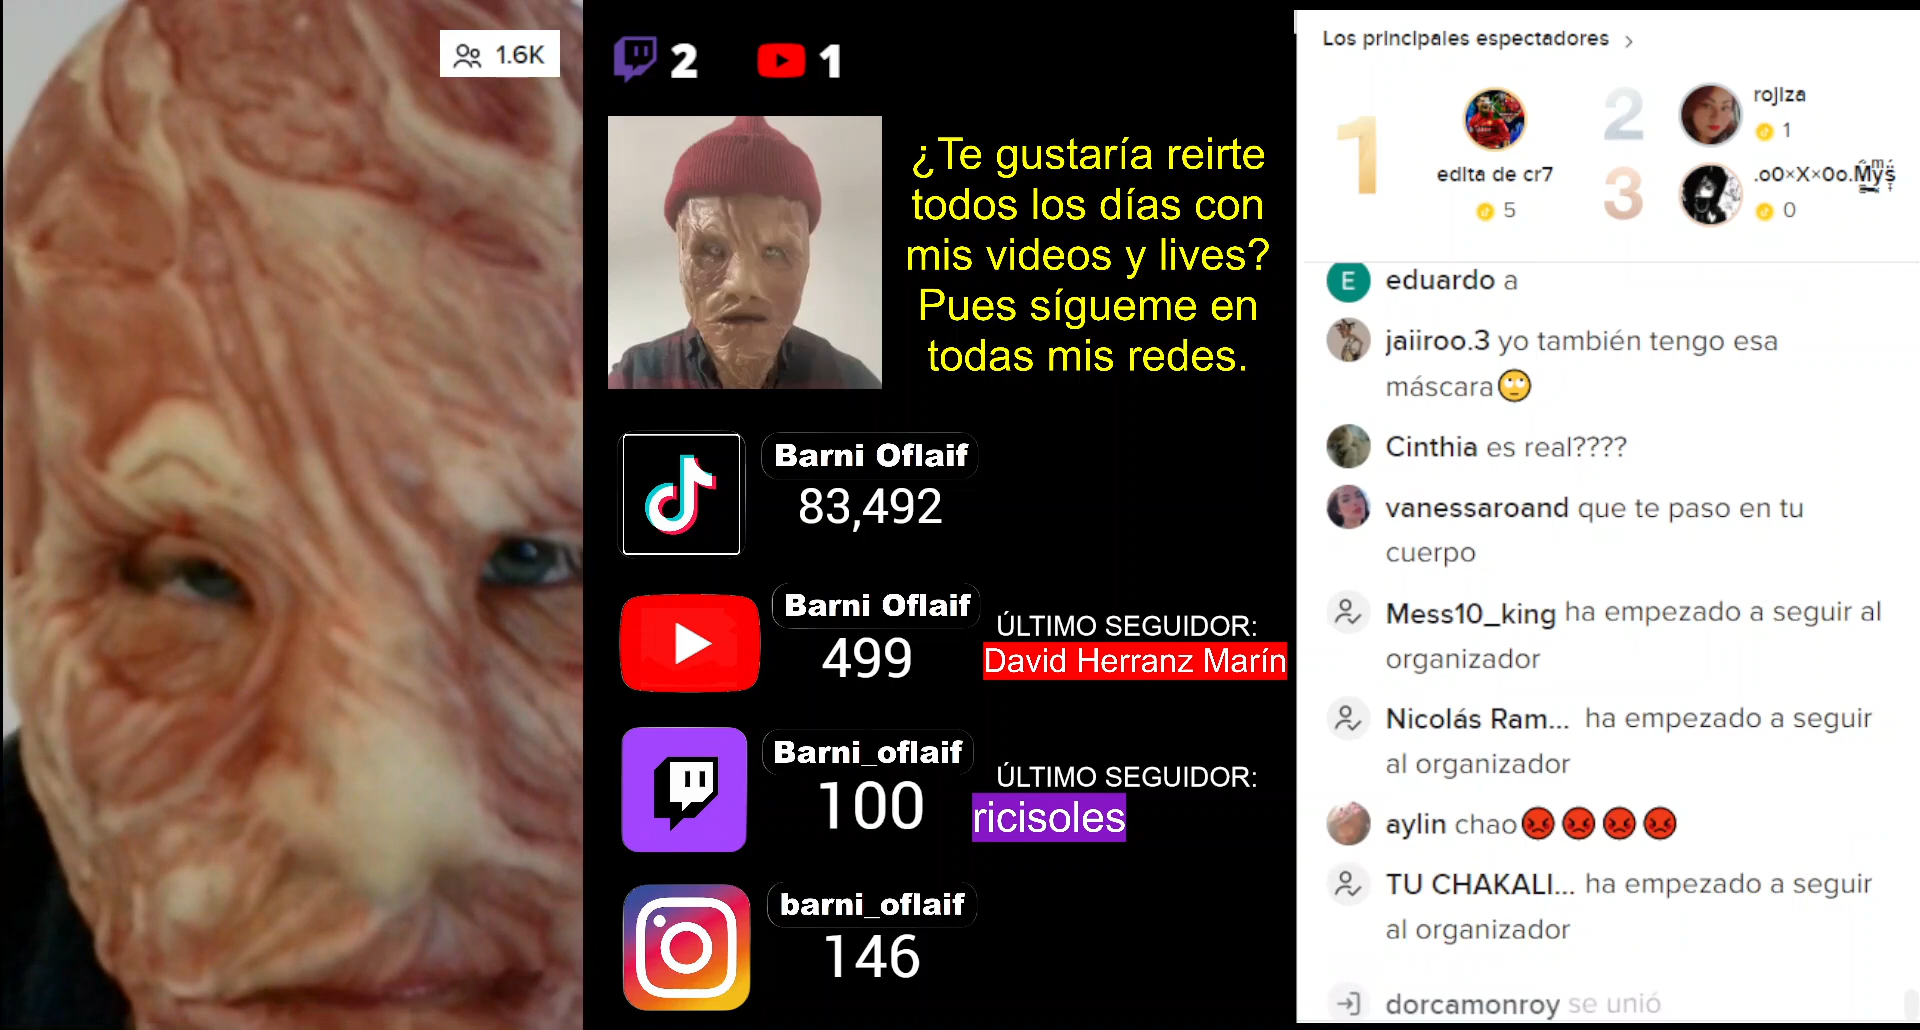 1.6K
2
1
¿Te gustaría reirte
todos los días con
mis videos y lives?
Pues sígueme en
todas mis redes.
Barni Oflaif
83,492
Barni Oflaif
499
ÚLTIMO SEGUIDOR:
David Herranz Marín
Barni_oflaif
100
ÚLTIMO SEGUIDOR:
ricisoles
barni_oflaif
146
Los principales espectadores >
1
edita de cr7
5
2
rojiza
1
3
0
E
eduardo a
jaiiroo.3 yo también tengo esa
máscara🙄
Cinthia es real????
vanessaroand que te paso en tu
cuerpo
Mess10_king ha empezado a seguir al
organizador
Nicolás Ram... ha empezado a seguir
al organizador
aylin chao😡😡😡😡
TU CHAKALI... ha empezado a seguir
al organizador
dorcamonroy se unió